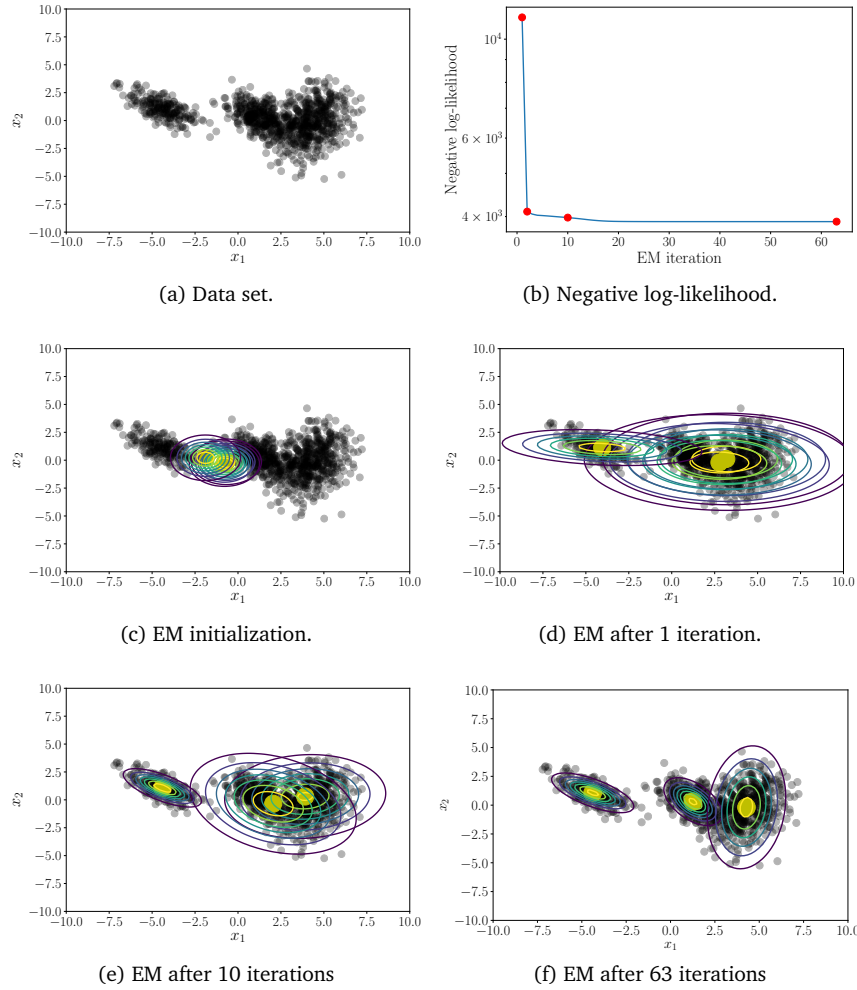 10.0
7.5
5.0
2.5
0.0
−2.5
−5.0
−7.5
−10.0
x2
−10.0 −7.5 −5.0 −2.5 0.0 2.5 5.0 7.5 10.0
x1
(a) Data set.
10⁴
6 × 10³
4 × 10³
Negative log-likelihood
0 10 20 30 40 50 60
EM iteration
(b) Negative log-likelihood.
10.0
7.5
5.0
2.5
0.0
−2.5
−5.0
−7.5
−10.0
x2
−10.0 −7.5 −5.0 −2.5 0.0 2.5 5.0 7.5 10.0
x1
(c) EM initialization.
10.0
7.5
5.0
2.5
0.0
−2.5
−5.0
−7.5
−10.0
x2
−10.0 −7.5 −5.0 −2.5 0.0 2.5 5.0 7.5 10.0
x1
(d) EM after 1 iteration.
10.0
7.5
5.0
2.5
0.0
−2.5
−5.0
−7.5
−10.0
x2
−10.0 −7.5 −5.0 −2.5 0.0 2.5 5.0 7.5 10.0
x1
(e) EM after 10 iterations
10.0
7.5
5.0
2.5
0.0
−2.5
−5.0
−7.5
−10.0
x2
−10.0 −7.5 −5.0 −2.5 0.0 2.5 5.0 7.5 10.0
x1
(f) EM after 63 iterations